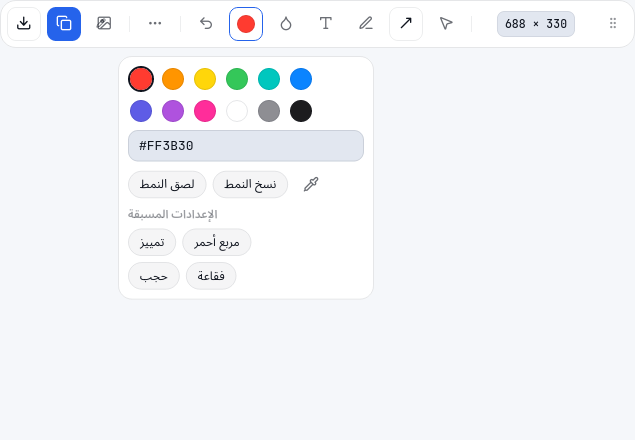 688 × 330
#FF3B30
نسخ النمط
لصق النمط
الإعدادات المسبقة
مربع أحمر
تمييز
فقاعة
حجب